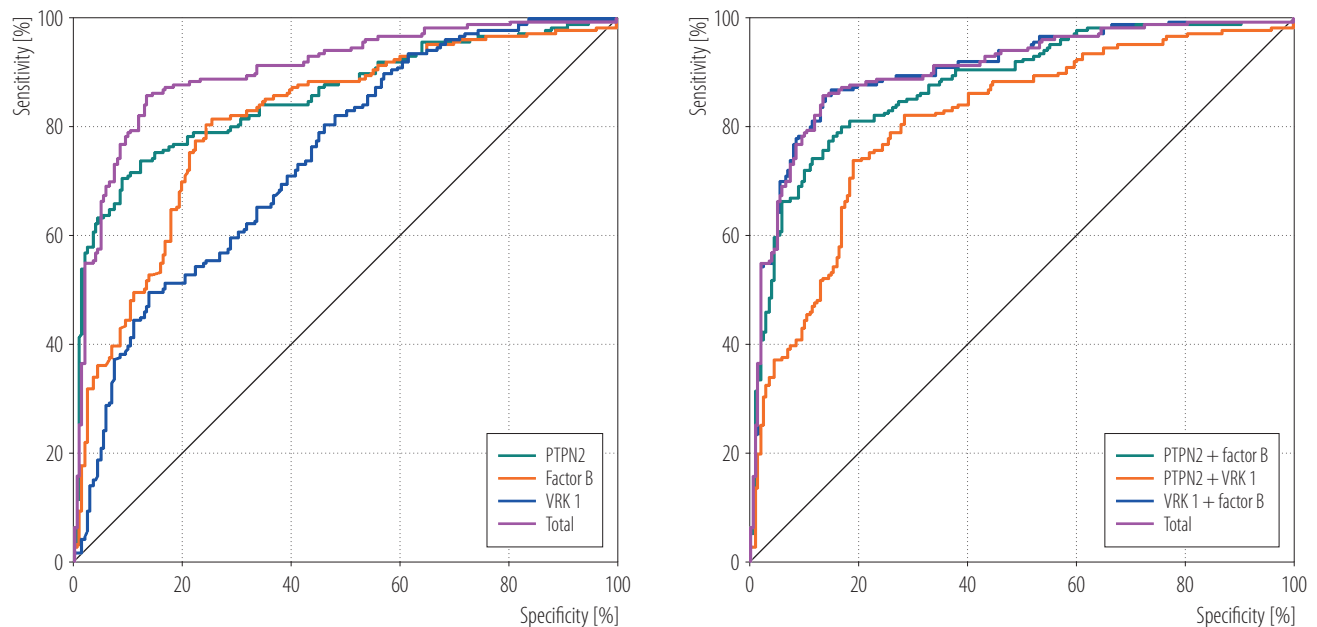 Sensitivity [%]
100
80
60
40
20
0
0 20 40 60 80 100
Specificity [%]
PTPN2
Factor B
VRK 1
Total
Sensitivity [%]
100
80
60
40
20
0
0 20 40 60 80 100
Specificity [%]
PTPN2 + factor B
PTPN2 + VRK 1
VRK 1 + factor B
Total